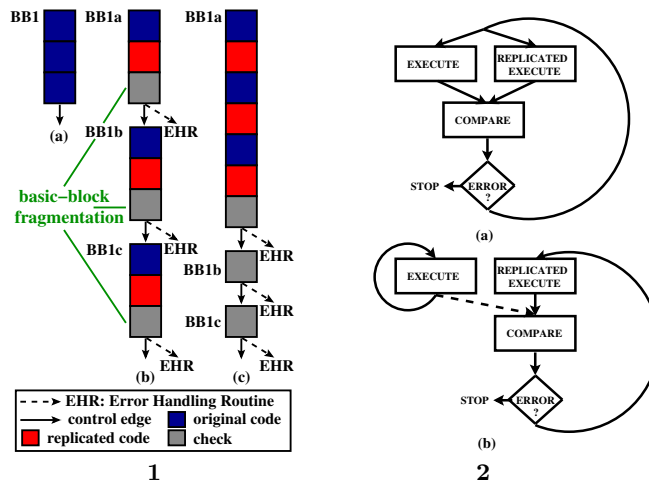 BB1
BB1a
BB1a
(a)
BB1b
EHR
basic−block
fragmentation
BB1c
EHR
EHR
BB1b
EHR
BB1c
EHR
EHR
(b)
(c)
EHR: Error Handling Routine
control edge
original code
replicated code
check
1
EXECUTE
REPLICATED
EXECUTE
COMPARE
STOP
ERROR
?
(a)
EXECUTE
REPLICATED
EXECUTE
COMPARE
STOP
ERROR
?
(b)
2